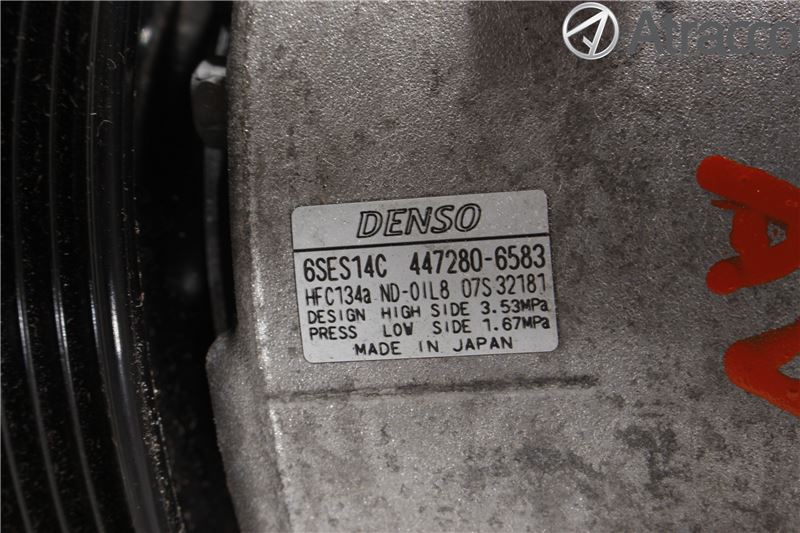 Atracco
DENSO
6SES14C 447280-6583
HFC134a ND-OIL8 07S32181
DESIGN HIGH SIDE 3.53MPa
PRESS LOW SIDE 1.67MPa
MADE IN JAPAN